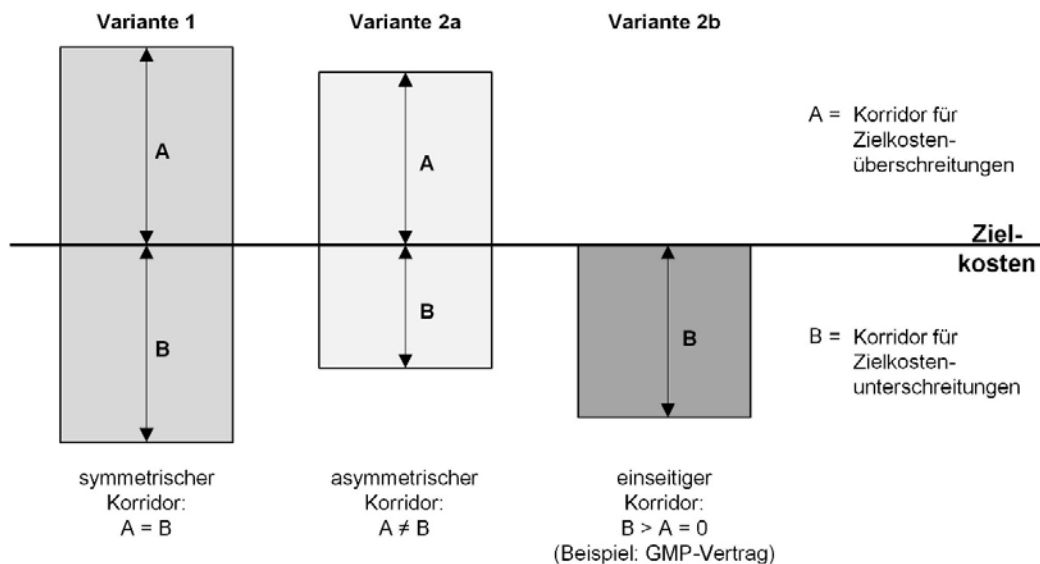 Variante 1
Variante 2a
Variante 2b
A
A
A = Korridor für
Zielkosten-
überschreitungen
Ziel-
kosten
B
B
B
B = Korridor für
Zielkosten-
unterschreitungen
symmetrischer
Korridor:
A = B
asymmetrischer
Korridor:
A ≠ B
einseitiger
Korridor:
B > A = 0
(Beispiel: GMP-Vertrag)